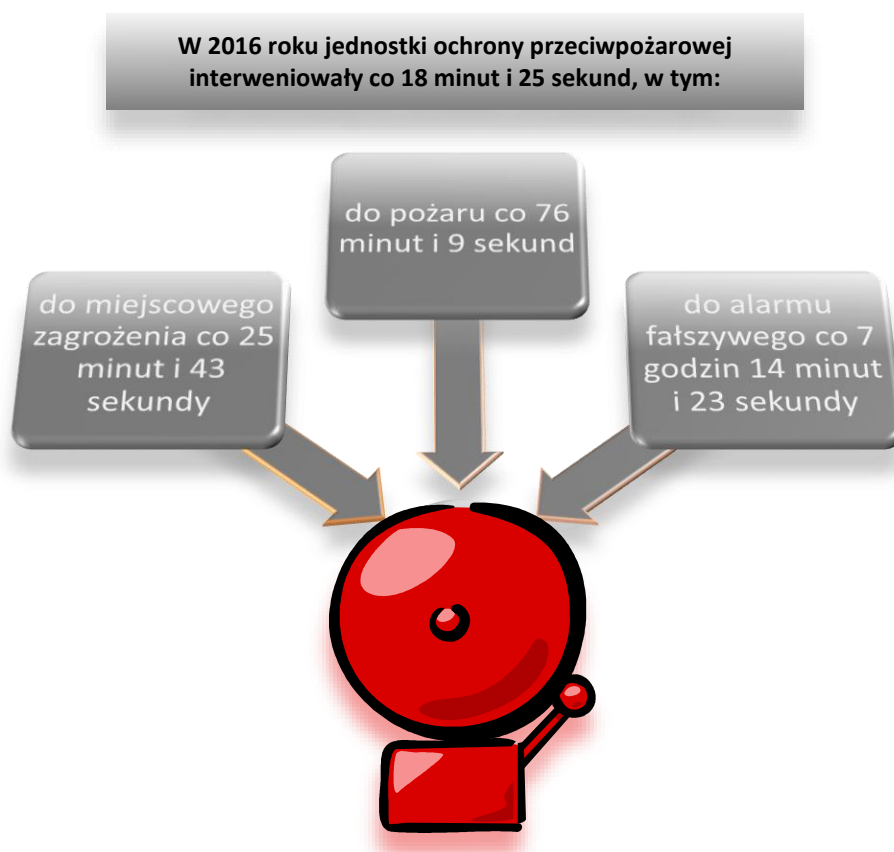 W 2016 roku jednostki ochrony przeciwpożarowej
interweniowały co 18 minut i 25 sekund, w tym:
do pożaru co 76
minut i 9 sekund
do miejscowego
zagrożenia co 25
minut i 43
sekundy
do alarmu
fałszywego co 7
godzin 14 minut
i 23 sekundy